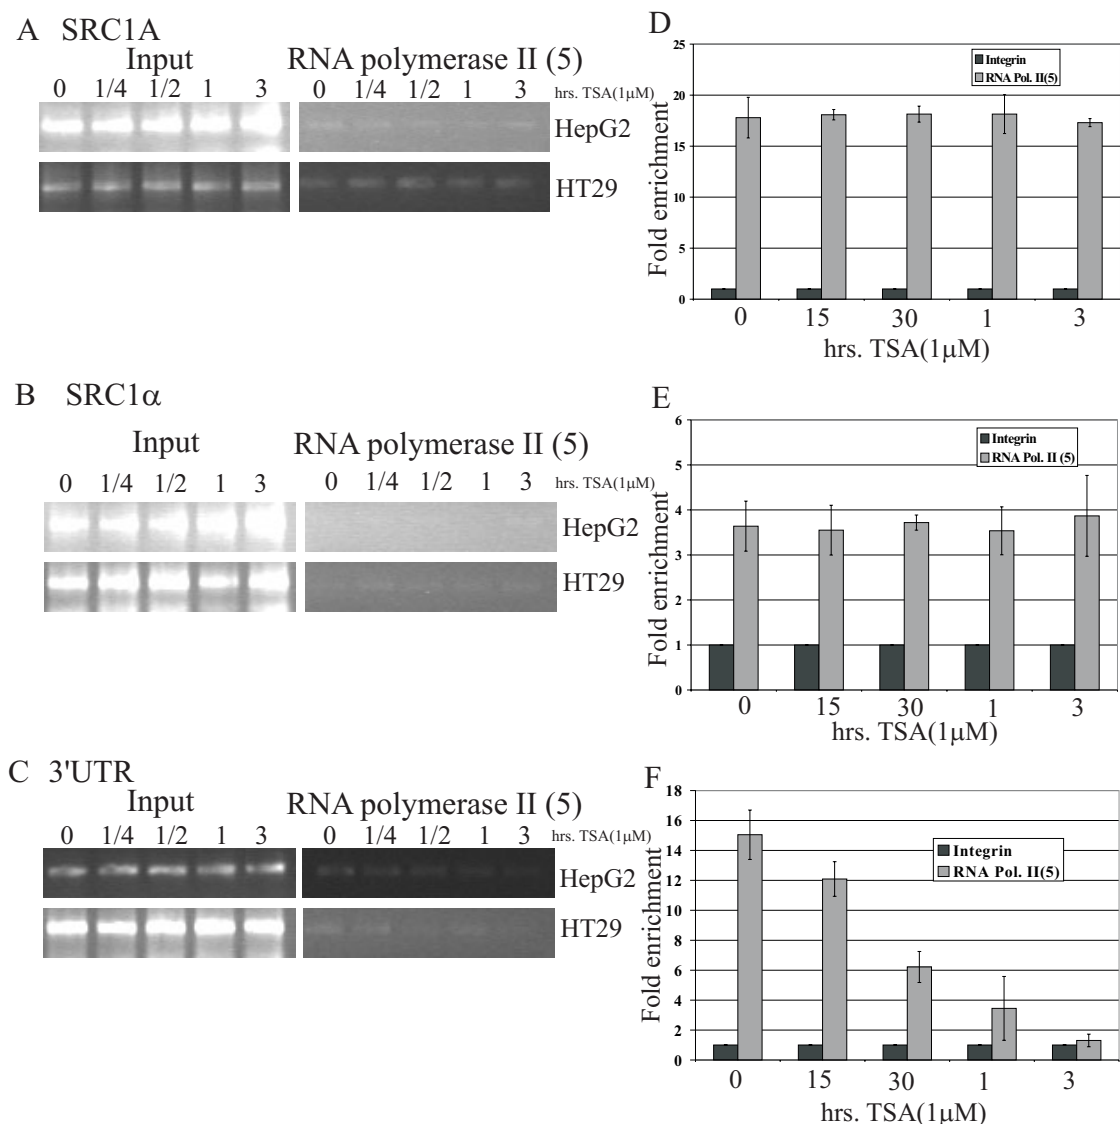 A SRC1A
Input RNA polymerase II (5)
0 1/4 1/2 1 3 0 1/4 1/2 1 3 hrs. TSA(1μM)
HepG2
HT29
D
25
20
15
10
5
0
Fold enrichment
Integrin
RNA Pol. II(5)
0 15 30 1 3
hrs. TSA(1μM)
B SRC1α
Input RNA polymerase II (5)
0 1/4 1/2 1 3 0 1/4 1/2 1 3 hrs. TSA(1μM)
HepG2
HT29
E
6
5
4
3
2
1
0
Fold enrichment
Integrin
RNA Pol. II (5)
0 15 30 1 3
hrs. TSA(1μM)
C 3'UTR
Input RNA polymerase II (5)
0 1/4 1/2 1 3 0 1/4 1/2 1 3 hrs. TSA(1μM)
HepG2
HT29
F
18
16
14
12
10
8
6
4
2
0
Fold enrichment
Integrin
RNA Pol. II(5)
0 15 30 1 3
hrs. TSA(1μM)